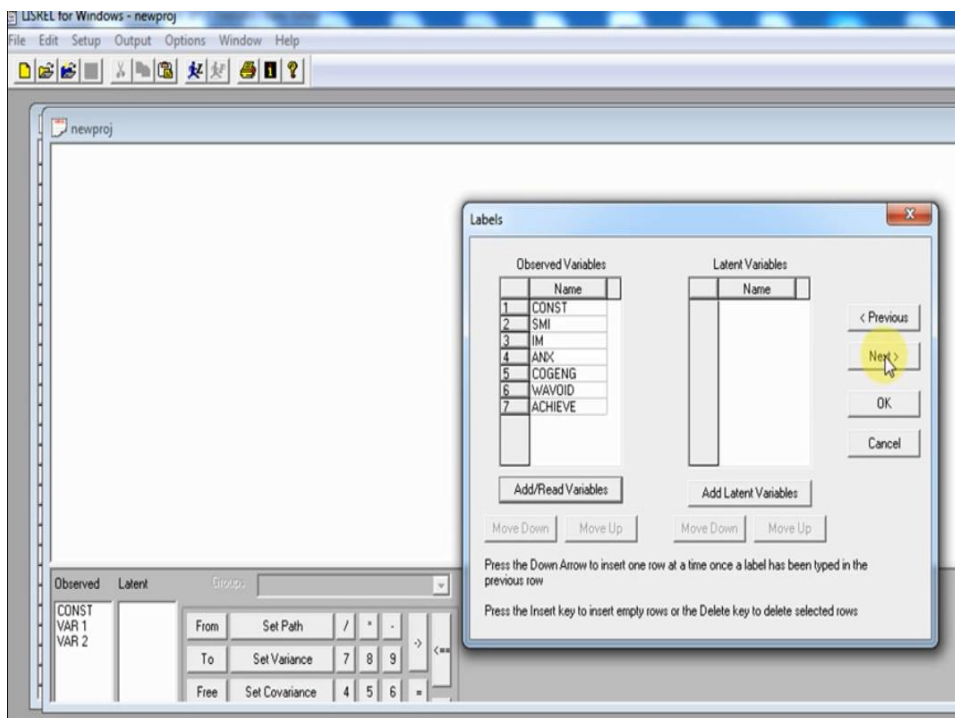 LISREL for Windows - newproj
File Edit Setup Output Options Window Help
newproj
Labels
Observed Variables Latent Variables
Name Name
1 CONST
2 SMI
3 IM
4 ANX
5 COGENG
6 WAVOID
7 ACHIEVE
< Previous
Next >
OK
Cancel
Add/Read Variables Add Latent Variables
Move Down Move Up Move Down Move Up
Press the Down Arrow to insert one row at a time once a label has been typed in the
previous row
Press the Insert key to insert empty rows or the Delete key to delete selected rows
Observed Latent Groups
CONST
VAR 1
VAR 2
From Set Path / * - ->
To Set Variance 7 8 9 <==
Free Set Covariance 4 5 6 =